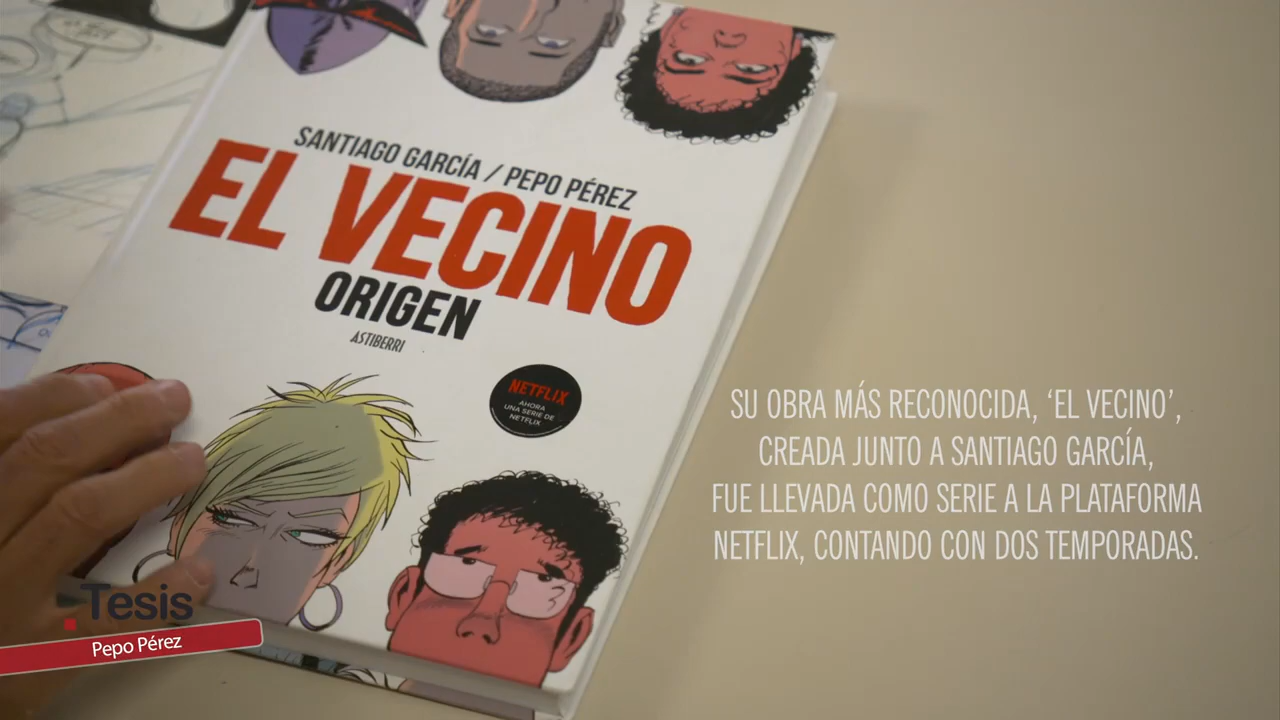 SANTIAGO GARCÍA / PEPO PÉREZ
EL VECINO
ORIGEN
ASTIBERRI
NETFLIX
AHORA
UNA SERIE DE
NETFLIX
SU OBRA MÁS RECONOCIDA, ‘EL VECINO’,
CREADA JUNTO A SANTIAGO GARCÍA,
FUE LLEVADA COMO SERIE A LA PLATAFORMA
NETFLIX, CONTANDO CON DOS TEMPORADAS.
Tesis
Pepo Pérez